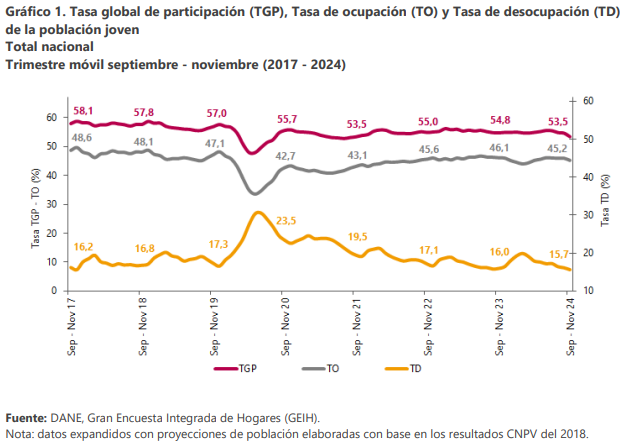 Gráfico 1. Tasa global de participación (TGP), Tasa de ocupación (TO) y Tasa de desocupación (TD)
de la población joven
Total nacional
Trimestre móvil septiembre - noviembre (2017 - 2024)
Tasa TGP - TO (%)
60
50
40
30
20
10
0
58,1
57,8
57,0
55,7
53,5
55,0
54,8
53,5
48,6
48,1
47,1
42,7
43,1
45,6
46,1
45,2
16,2
16,8
17,3
23,5
19,5
17,1
16,0
15,7
60
50
40
30
20
10
Tasa TD (%)
Sep - Nov 17
Sep - Nov 18
Sep - Nov 19
Sep - Nov 20
Sep - Nov 21
Sep - Nov 22
Sep - Nov 23
Sep - Nov 24
TGP
TO
TD
Fuente: DANE, Gran Encuesta Integrada de Hogares (GEIH).
Nota: datos expandidos con proyecciones de población elaboradas con base en los resultados CNPV del 2018.